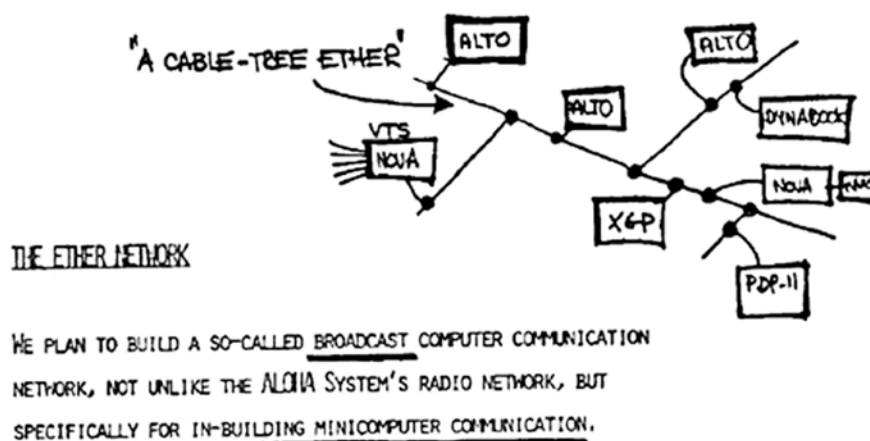 ALTO
"A CABLE-TREE ETHER"
ALTO
ALTO
DYNABOOK
VTS
NOVA
NOVA
XGP
PDP-11
THE ETHER NETWORK
WE PLAN TO BUILD A SO-CALLED BROADCAST COMPUTER COMMUNICATION
NETWORK, NOT UNLIKE THE ALOHA SYSTEM'S RADIO NETWORK, BUT
SPECIFICALLY FOR IN-BUILDING MINICOMPUTER COMMUNICATION.